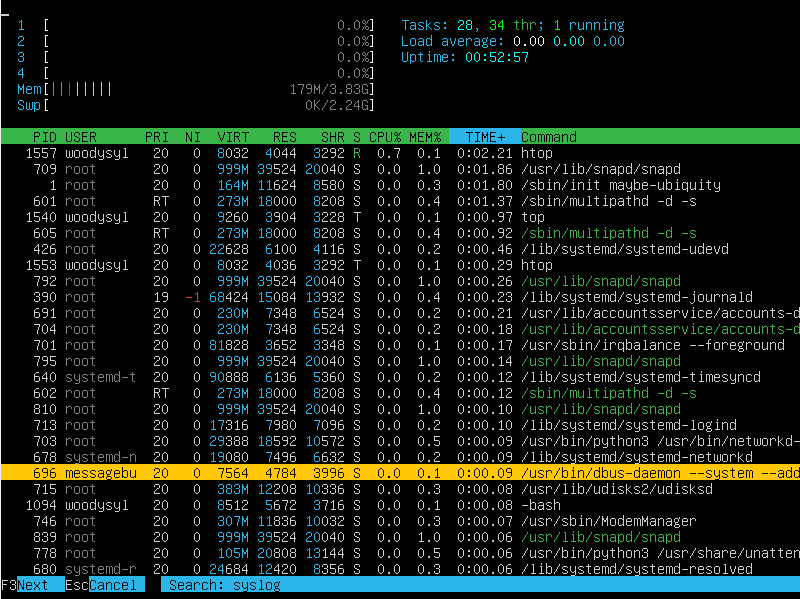 1 [ 0.0%] Tasks: 28, 34 thr; 1 running
2 [ 0.0%] Load average: 0.00 0.00 0.00
3 [ 0.0%] Uptime: 00:52:57
4 [ 0.0%]
Mem[|||||||| 179M/3.83G]
Swp[ 0K/2.24G]
PID USER PRI NI VIRT RES SHR S CPU% MEM% TIME+ Command
1557 woodysyl 20 0 8032 4044 3292 R 0.7 0.1 0:02.21 htop
709 root 20 0 999M 39524 20040 S 0.0 1.0 0:01.86 /usr/lib/snapd/snapd
1 root 20 0 164M 11624 8580 S 0.0 0.3 0:01.80 /sbin/init maybe-ubiquity
601 root RT 0 273M 18000 8208 S 0.0 0.4 0:01.37 /sbin/multipathd -d -s
1540 woodysyl 20 0 9260 3904 3228 T 0.0 0.1 0:00.97 top
605 root RT 0 273M 18000 8208 S 0.0 0.4 0:00.92 /sbin/multipathd -d -s
426 root 20 0 22628 6100 4116 S 0.0 0.2 0:00.46 /lib/systemd/systemd-udevd
1553 woodysyl 20 0 8032 4036 3292 T 0.0 0.1 0:00.29 htop
792 root 20 0 999M 39524 20040 S 0.0 1.0 0:00.26 /usr/lib/snapd/snapd
390 root 19 -1 68424 15084 13932 S 0.0 0.4 0:00.23 /lib/systemd/systemd-journald
691 root 20 0 230M 7348 6524 S 0.0 0.2 0:00.21 /usr/lib/accountsservice/accounts-d
704 root 20 0 230M 7348 6524 S 0.0 0.2 0:00.18 /usr/lib/accountsservice/accounts-d
701 root 20 0 81828 3652 3348 S 0.0 0.1 0:00.17 /usr/sbin/irqbalance --foreground
795 root 20 0 999M 39524 20040 S 0.0 1.0 0:00.14 /usr/lib/snapd/snapd
640 systemd-t 20 0 90888 6136 5360 S 0.0 0.2 0:00.12 /lib/systemd/systemd-timesyncd
602 root RT 0 273M 18000 8208 S 0.0 0.4 0:00.12 /sbin/multipathd -d -s
810 root 20 0 999M 39524 20040 S 0.0 1.0 0:00.10 /usr/lib/snapd/snapd
713 root 20 0 17316 7980 7096 S 0.0 0.2 0:00.10 /lib/systemd/systemd-logind
703 root 20 0 29388 18592 10572 S 0.0 0.5 0:00.09 /usr/bin/python3 /usr/bin/networkd-
678 systemd-n 20 0 19080 7496 6632 S 0.0 0.2 0:00.09 /lib/systemd/systemd-networkd
696 messagebu 20 0 7564 4784 3996 S 0.0 0.1 0:00.09 /usr/bin/dbus-daemon --system --add
715 root 20 0 383M 12208 10336 S 0.0 0.3 0:00.08 /usr/lib/udisks2/udisksd
1094 woodysyl 20 0 8512 5672 3716 S 0.0 0.1 0:00.08 -bash
746 root 20 0 307M 11836 10032 S 0.0 0.3 0:00.07 /usr/sbin/ModemManager
839 root 20 0 999M 39524 20040 S 0.0 1.0 0:00.06 /usr/lib/snapd/snapd
778 root 20 0 105M 20808 13144 S 0.0 0.5 0:00.06 /usr/bin/python3 /usr/share/unatten
680 systemd-r 20 0 24684 12420 8356 S 0.0 0.3 0:00.06 /lib/systemd/systemd-resolved
F3Next EscCancel Search: syslog